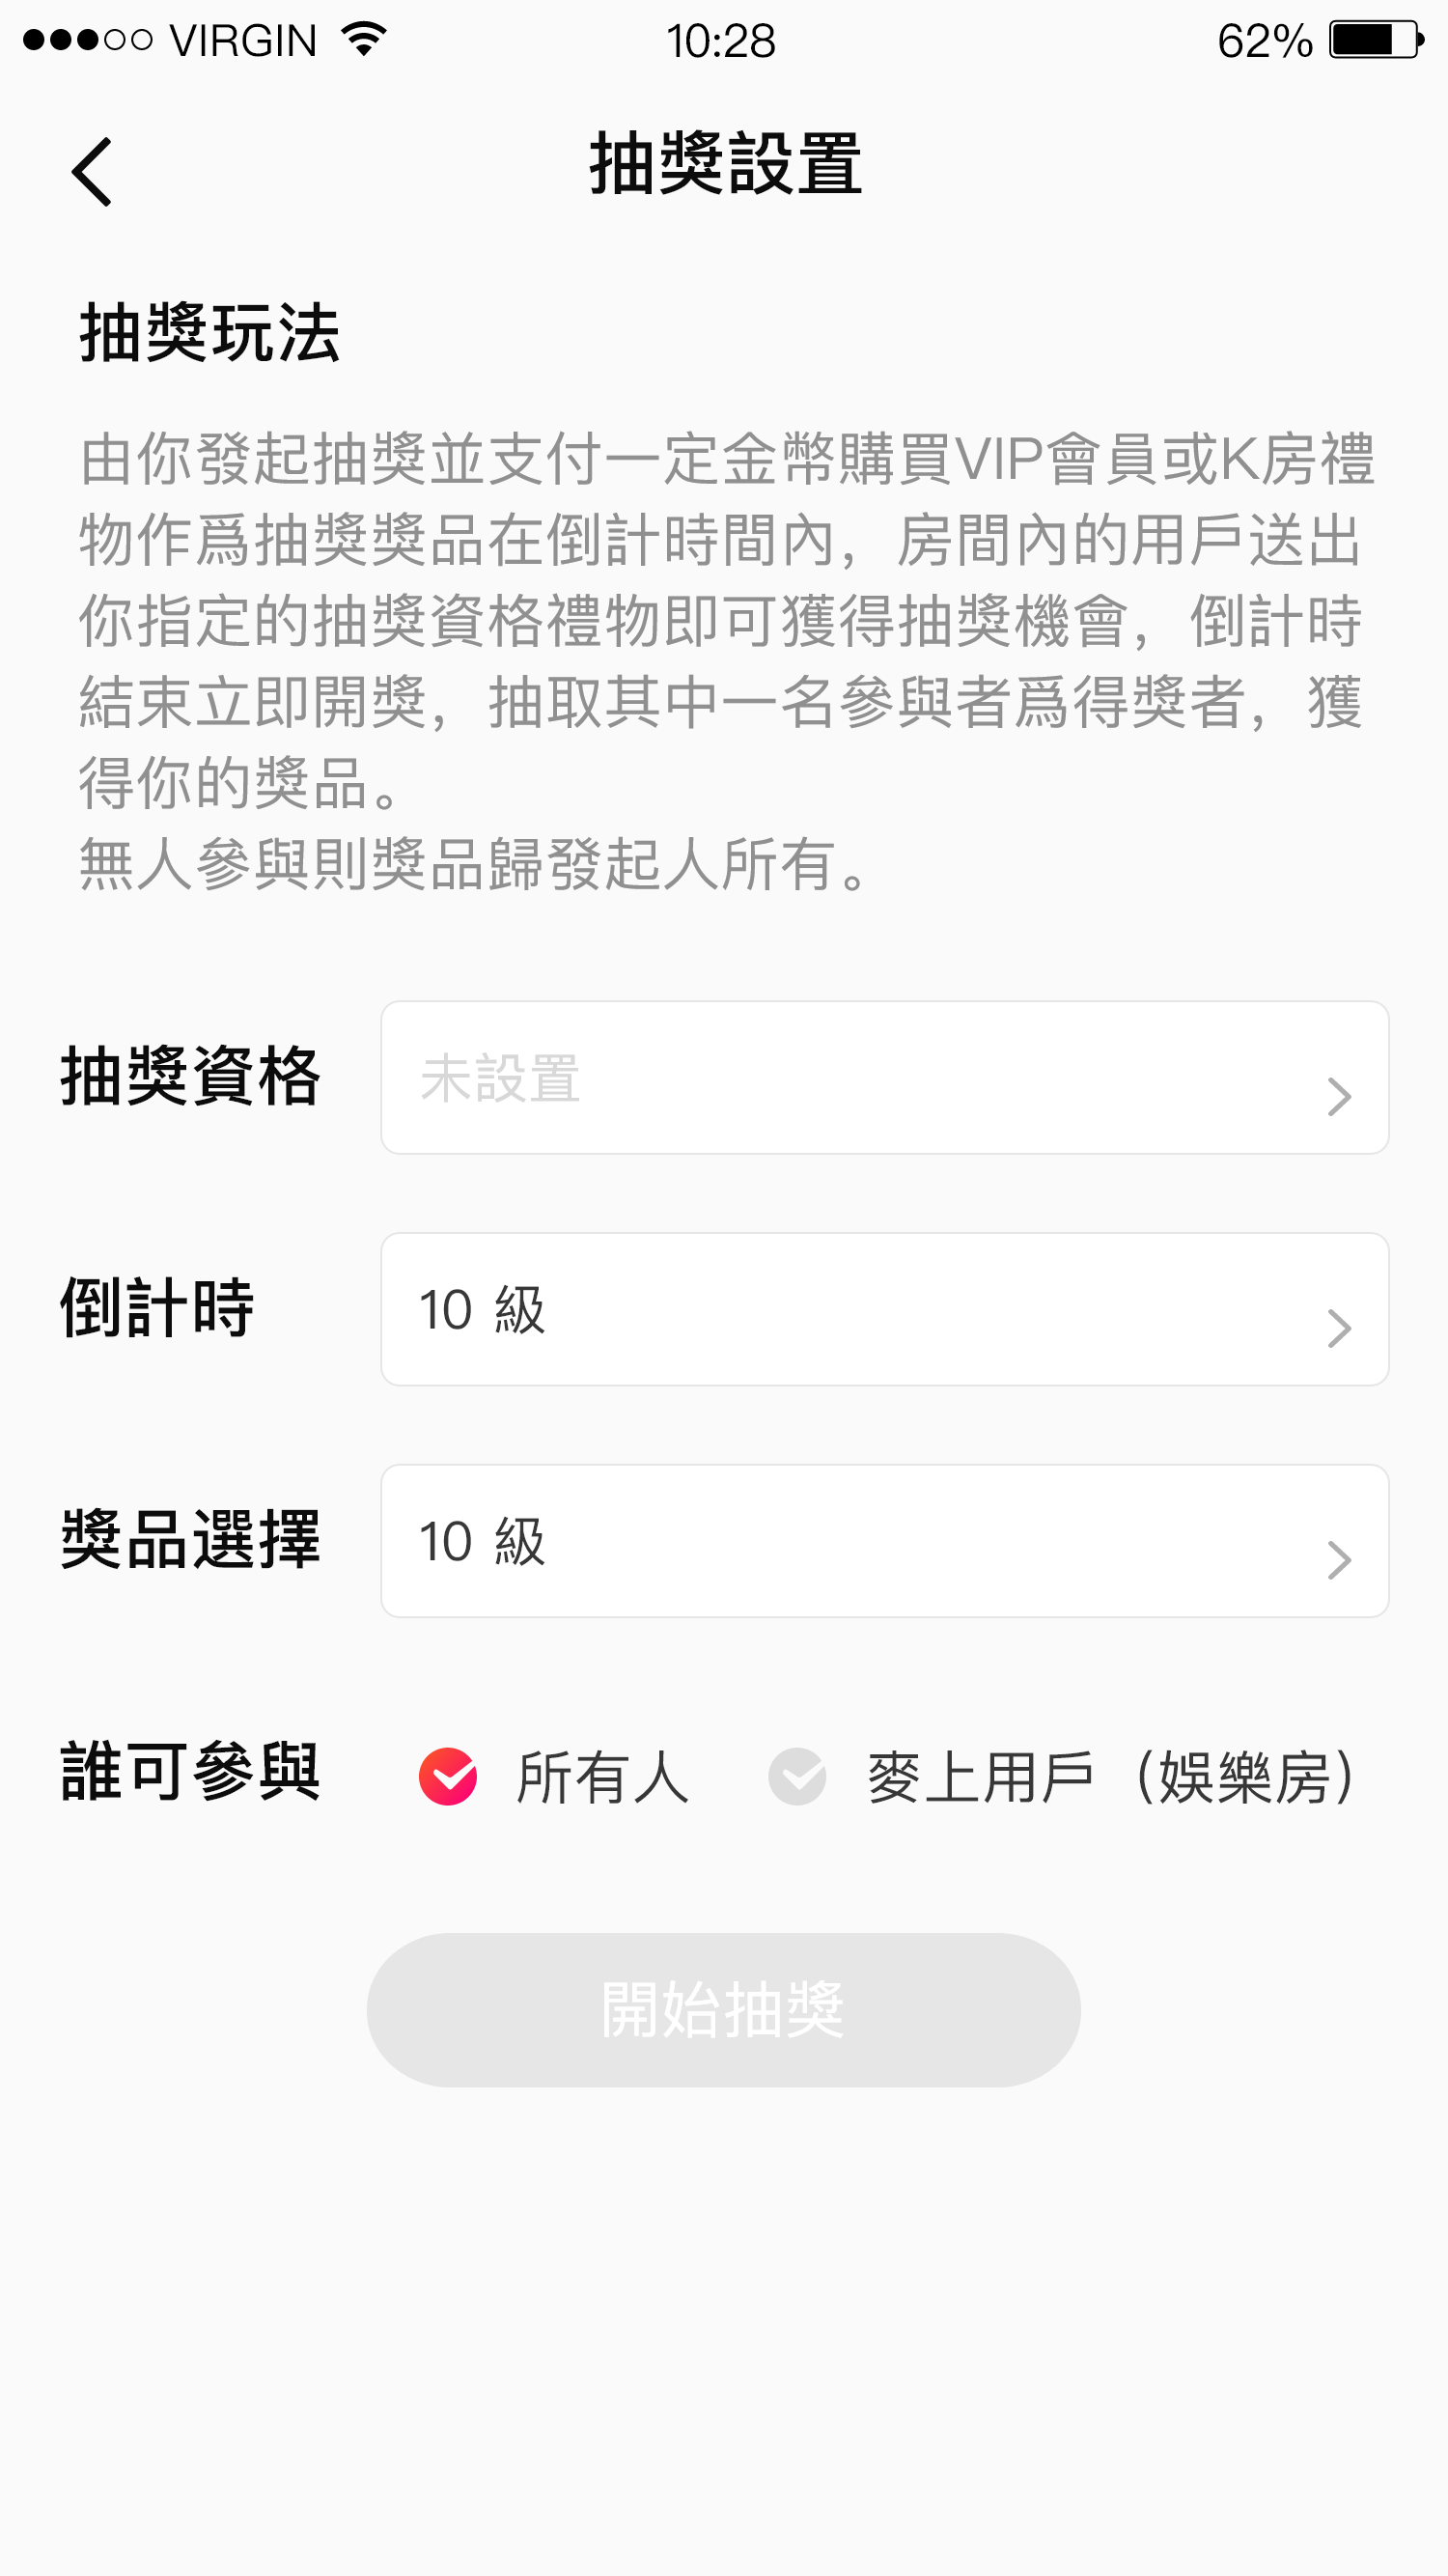 VIRGIN 10:28 62%
抽獎設置
抽獎玩法
由你發起抽獎並支付一定金幣購買VIP會員或K房禮
物作爲抽獎獎品在倒計時間內，房間內的用戶送出
你指定的抽獎資格禮物即可獲得抽獎機會，倒計時
結束立即開獎，抽取其中一名參與者爲得獎者，獲
得你的獎品。
無人參與則獎品歸發起人所有。
抽獎資格 未設置
倒計時 10 級
獎品選擇 10 級
誰可參與 所有人 麥上用戶（娛樂房）
開始抽獎